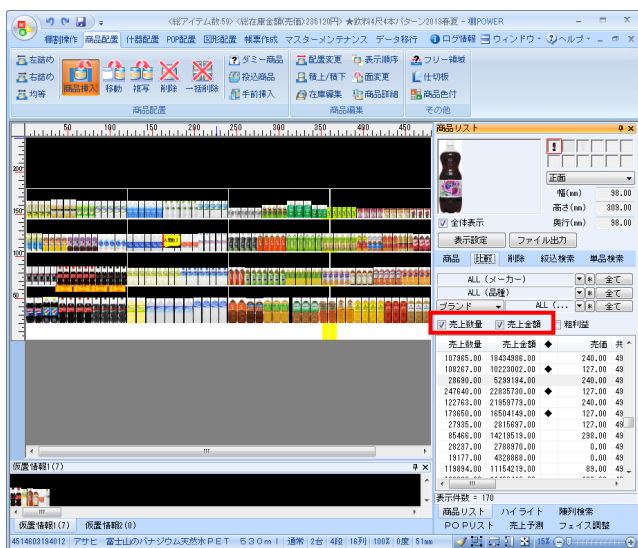 <総アイテム数:59> <総在庫金額(売価)236120円> ★飲料4尺4本パターン2013春夏 - 棚POWER
棚割操作 商品配置 什器配置 POP配置 図形配置 帳票作成 マスターメンテナンス データ移行 ログ情報 ウィンドウ ヘルプ
左詰め
右詰め
均等
商品挿入 移動 複写 削除 一括削除
ダミー商品
投込商品
手前挿入
商品配置
配置変更 表示順序
積上/積下 面変更
在庫編集 商品詳細
商品編集
フリー領域
仕切板
商品色付
その他
50 100 150 200 250 300 350 400 450
200
150
100
50
商品リスト
正面
幅(mm) 98.00
高さ(mm) 309.00
奥行(mm) 98.00
全体表示
表示設定 ファイル出力
商品 比較 削除 絞込検索 単品検索
ALL (メーカー) * 全て
ALL (品種) * 全て
ブランド ALL (... * 全て
売上数量 売上金額 粗利益
売上数量 売上金額 ◆ 売価 共
107965.00 18434986.00 240.00 49
108267.00 10223002.00 ◆ 127.00 49
28690.00 5299194.00 240.00 49
247640.00 22835730.00 ◆ 127.00 49
122763.00 21959779.00 240.00 49
173650.00 16504149.00 ◆ 127.00 49
27935.00 2815697.00 127.00 49
85466.00 14219519.00 298.00 49
28237.00 2788970.00 0.00 49
19177.00 4328868.00 0.00 49
119894.00 11154219.00 89.00 49
表示件数 = 170
商品リスト ハイライト 陳列検索
POPリスト 売上予測 フェイス調整
仮置情報1(7)
仮置情報1(7) 仮置情報2(0)
4514603194012 アサヒ 富士山のバナジウム天然水PET 530ml 通常 2台 4段 16列 100% 0度 51mm 15%